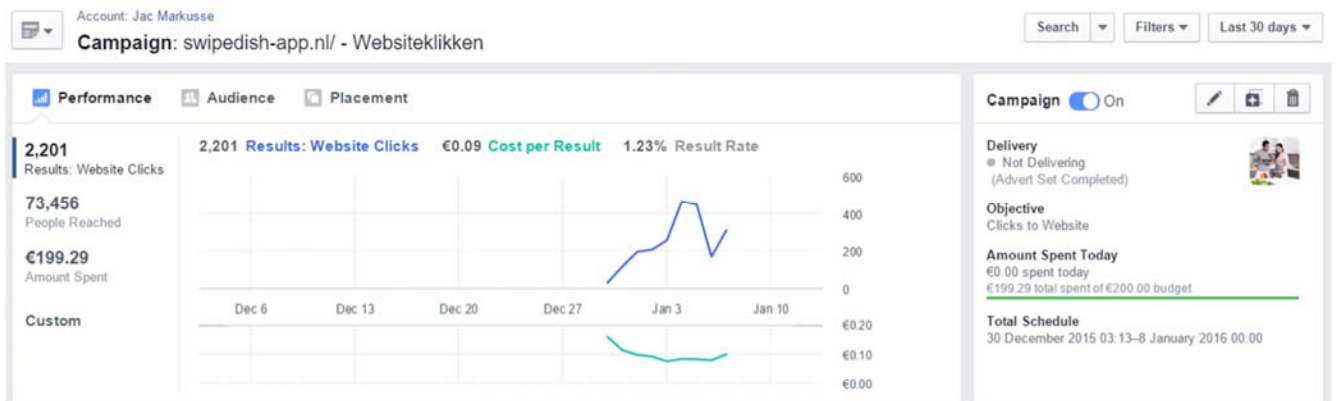 Account: Jac Markusse
Campaign: swipedish-app.nl/ - Websiteklikken
Search
Filters
Last 30 days
Performance
Audience
Placement
2,201
Results: Website Clicks
73,456
People Reached
€199.29
Amount Spent
Custom
2,201 Results: Website Clicks €0.09 Cost per Result 1.23% Result Rate
600
400
200
0
Dec 6 Dec 13 Dec 20 Dec 27 Jan 3 Jan 10
€0.20
€0.10
€0.00
Campaign On
Delivery
Not Delivering
(Advert Set Completed)
Objective
Clicks to Website
Amount Spent Today
€0.00 spent today
€199.29 total spent of €200.00 budget
Total Schedule
30 December 2015 03:13–8 January 2016 00:00